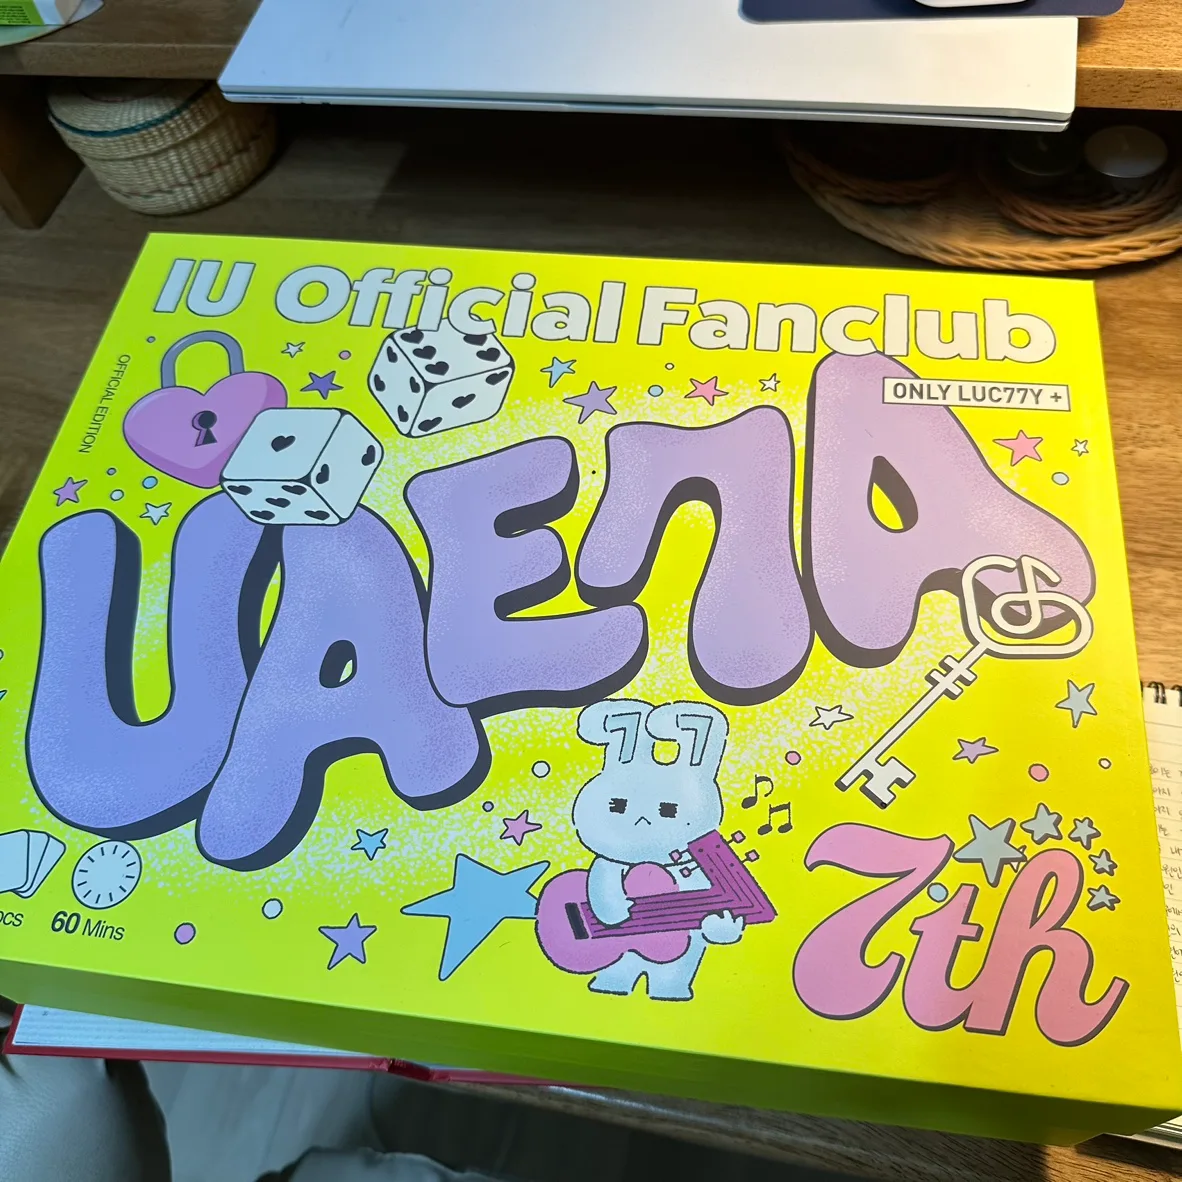 IU Official Fanclub
ONLY LUC77Y +
OFFICIAL EDITION
UAENA
77
7th
60 Mins